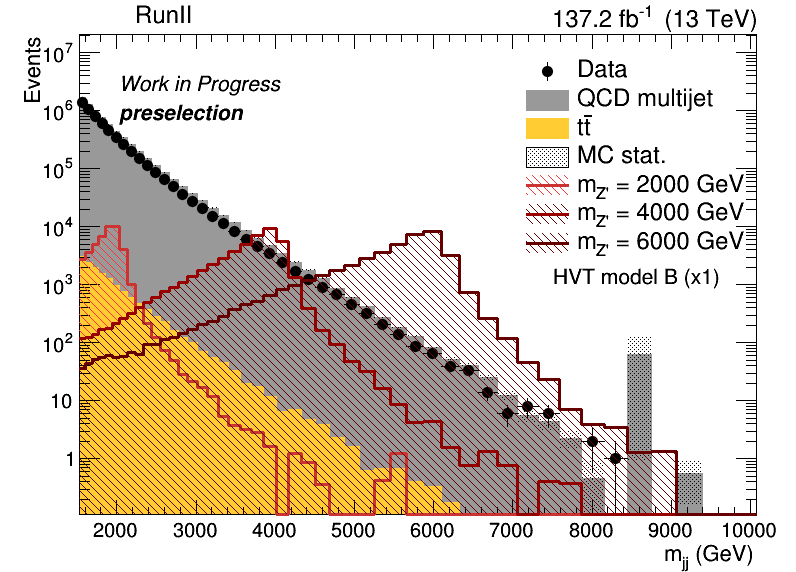 RunII
137.2 fb⁻¹ (13 TeV)
Events
10⁷
10⁶
10⁵
10⁴
10³
10²
10
1
Work in Progress
preselection
Data
QCD multijet
tt̄
MC stat.
m_Z' = 2000 GeV
m_Z' = 4000 GeV
m_Z' = 6000 GeV
HVT model B (x1)
2000 3000 4000 5000 6000 7000 8000 9000 10000
m_jj (GeV)